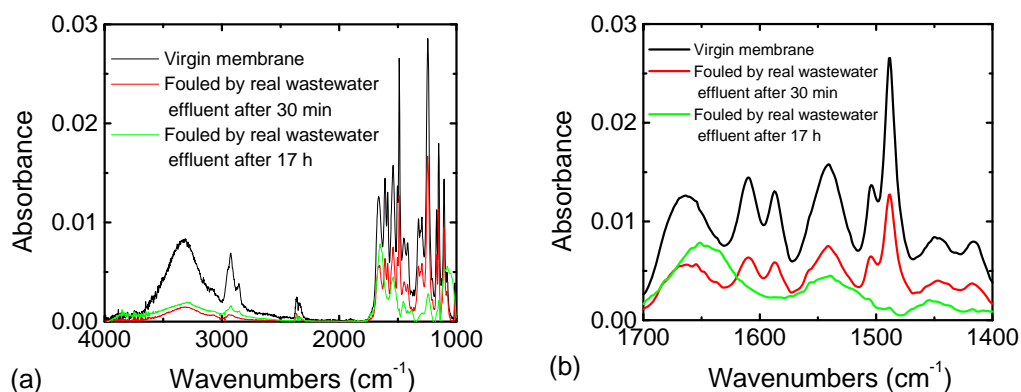 0.03
0.02
0.01
0.00
4000 3000 2000 1000
Absorbance
Wavenumbers (cm⁻¹)
Virgin membrane
Fouled by real wastewater
effluent after 30 min
Fouled by real wastewater
effluent after 17 h
(a)
0.03
0.02
0.01
0.00
1700 1600 1500 1400
Absorbance
Wavenumbers (cm⁻¹)
Virgin membrane
Fouled by real wastewater
effluent after 30 min
Fouled by real wastewater
effluent after 17 h
(b)